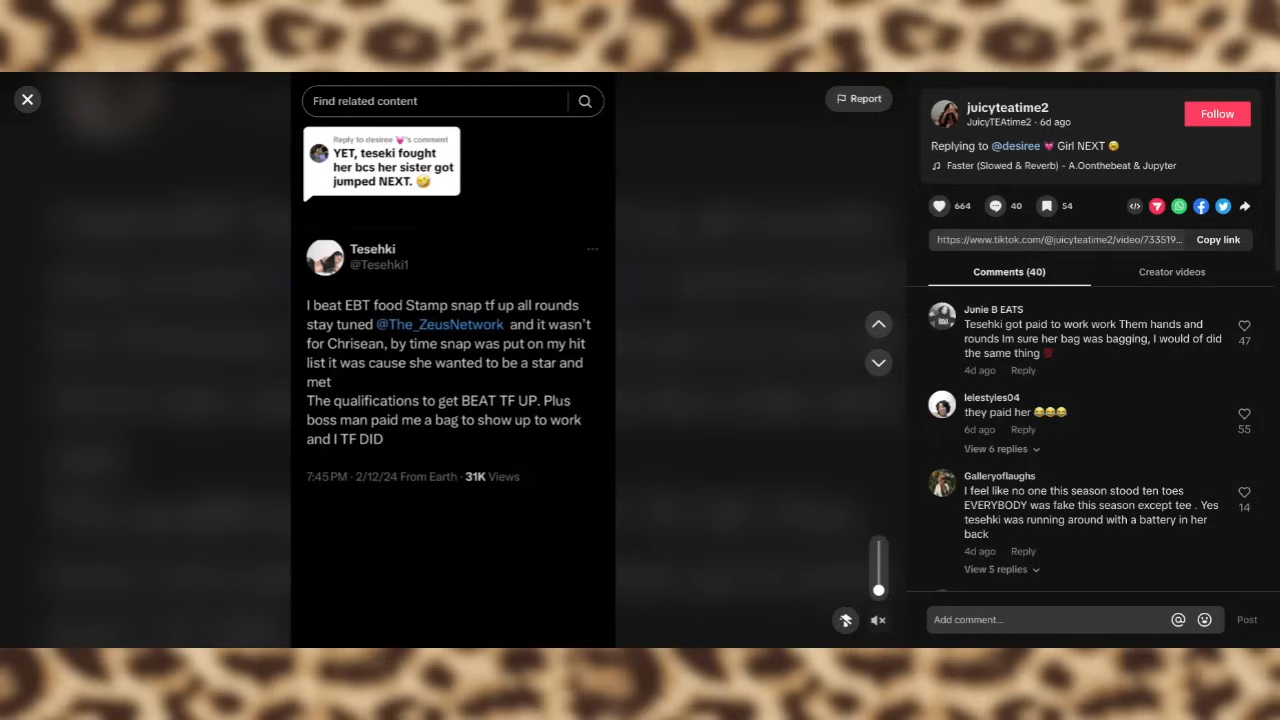 Find related content
Report
Reply to desiree 💓's comment
YET, teseki fought
her bcs her sister got
jumped NEXT. 🤣
Tesehki
@Tesehki1
I beat EBT food Stamp snap tf up all rounds
stay tuned @The_ZeusNetwork and it wasn't
for Chrisean, by time snap was put on my hit
list it was cause she wanted to be a star and
met
The qualifications to get BEAT TF UP. Plus
boss man paid me a bag to show up to work
and I TF DID
7:45 PM · 2/12/24 From Earth · 31K Views
juicyteatime2
JuicyTEAtime2 · 6d ago
Follow
Replying to @desiree 💓 Girl NEXT
Faster (Slowed & Reverb) - A.Oonthebeat & Jupyter
664
40
54
https://www.tiktok.com/@juicyteatime2/video/733519...
Copy link
Comments (40)
Creator videos
Junie B EATS
Tesehki got paid to work work Them hands and
rounds Im sure her bag was bagging, I would of did
the same thing 💯
47
4d ago
Reply
lelestyles04
they paid her 😂😂😂
55
6d ago
Reply
View 6 replies
Galleryoflaughs
I feel like no one this season stood ten toes
EVERYBODY was fake this season except tee . Yes
tesehki was running around with a battery in her
back
14
4d ago
Reply
View 5 replies
Add comment...
Post